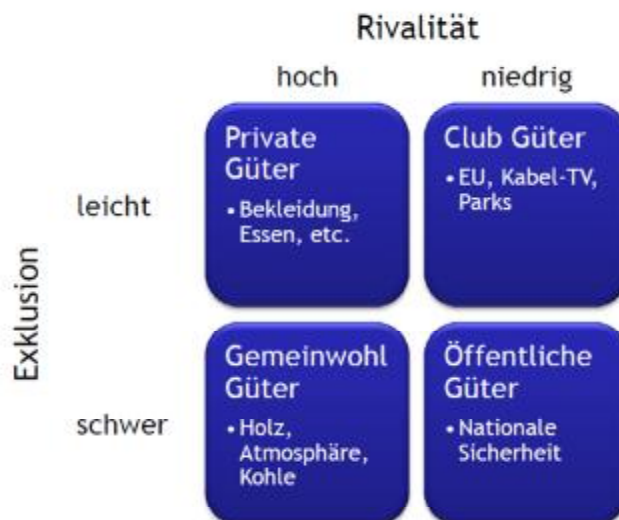 Rivalität
hoch
niedrig
Exklusion
leicht
Private
Güter
• Bekleidung,
Essen, etc.
Club Güter
• EU, Kabel-TV,
Parks
schwer
Gemeinwohl
Güter
• Holz,
Atmosphäre,
Kohle
Öffentliche
Güter
• Nationale
Sicherheit